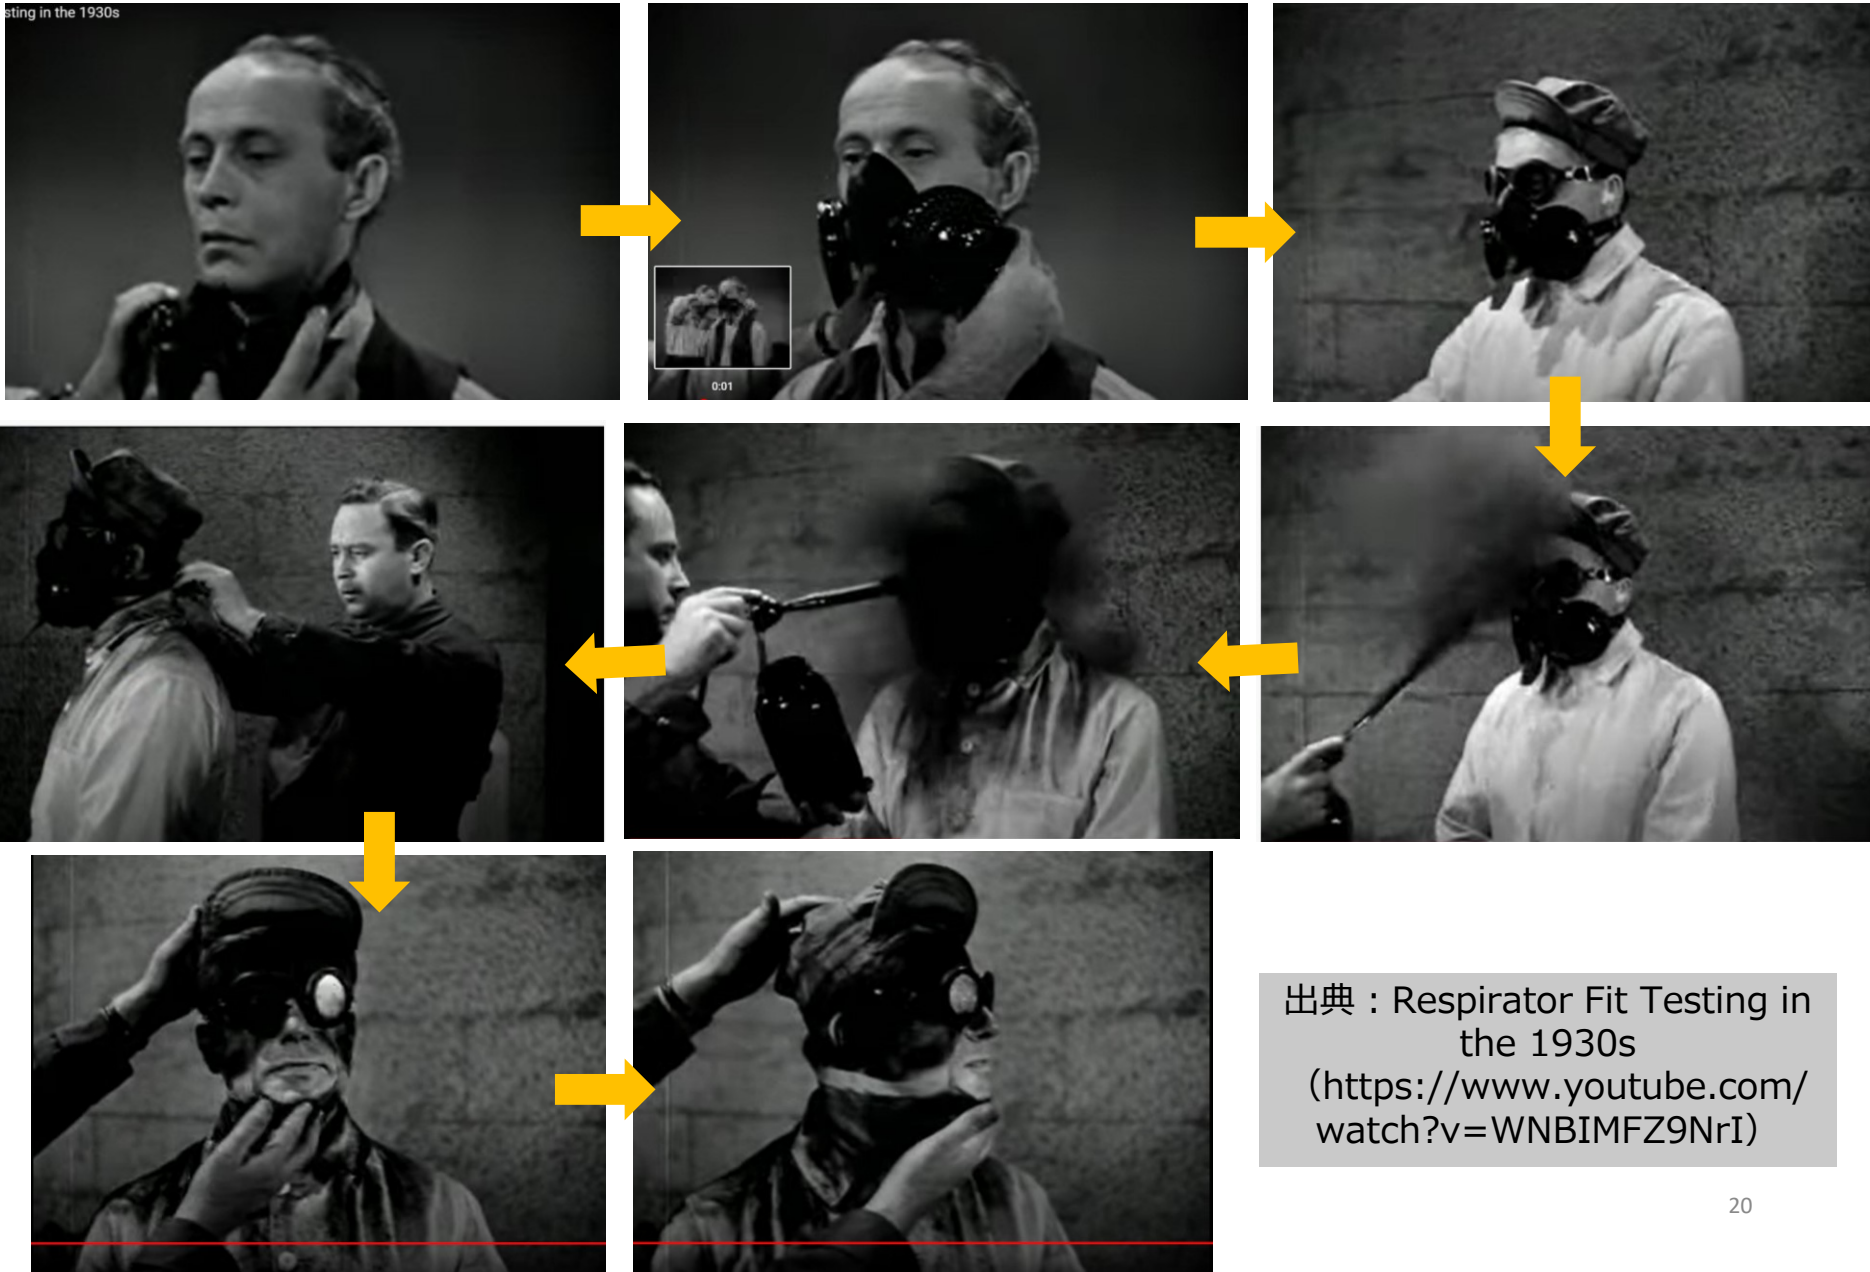 sting in the 1930s
0:01
出典：Respirator Fit Testing in
the 1930s
（https://www.youtube.com/
watch?v=WNBIMFZ9NrI）
20